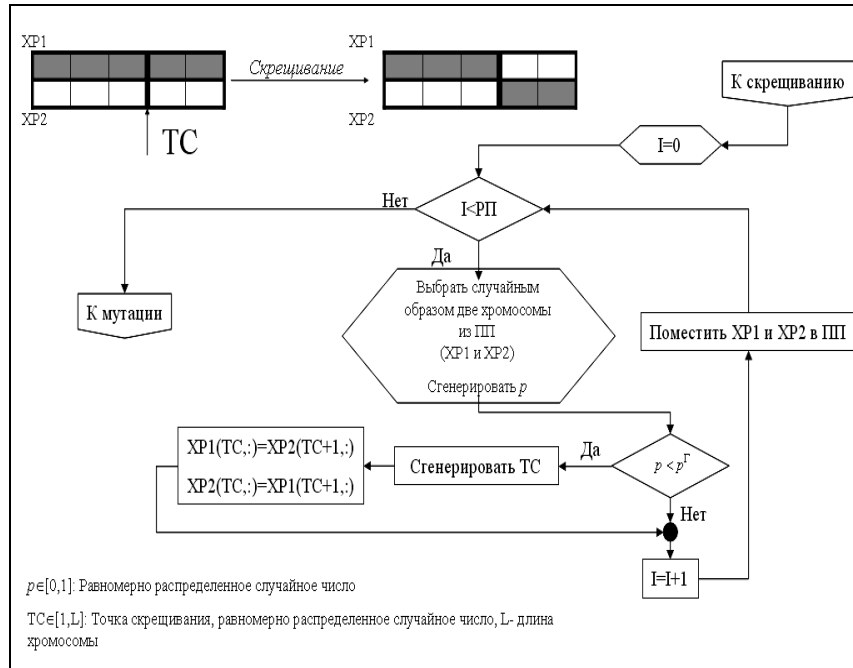 ХР1
ХР2
Скрещивание
ТС
ХР1
ХР2
К скрещиванию
I=0
I<РП
Нет
Да
К мутации
Выбрать случайным
образом две хромосомы
из ПП
(ХР1 и ХР2)
Сгенерировать p
Поместить ХР1 и ХР2 в ПП
p < p^Г
Да
Нет
Сгенерировать ТС
ХР1(ТС,:)=ХР2(ТС+1,:)
ХР2(ТС,:)=ХР1(ТС+1,:)
I=I+1
p∈[0,1]: Равномерно распределенное случайное число
ТС∈[1,L]: Точка скрещивания, равномерно распределенное случайное число, L- длина
хромосомы